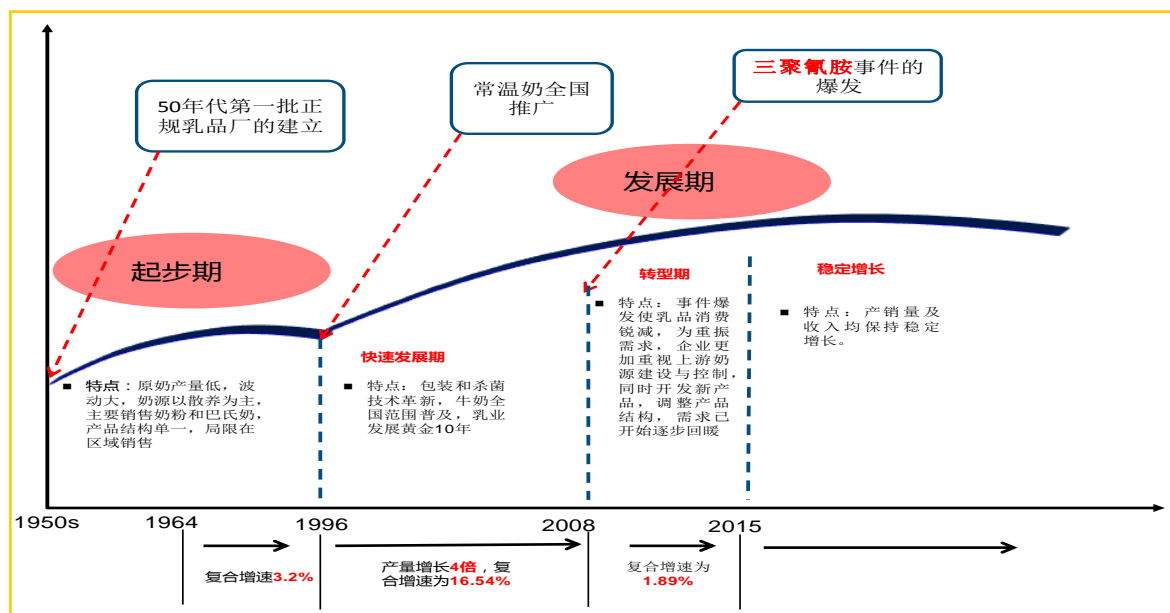 50年代第一批正
规乳品厂的建立
常温奶全国
推广
三聚氰胺事件的
爆发
起步期
发展期
■ 特点：原奶产量低，波
动大，奶源以散养为主，
主要销售奶粉和巴氏奶，
产品结构单一，局限在
区域销售
快速发展期
■ 特点：包装和杀菌
技术革新，牛奶全
国范围普及，乳业
发展黄金10年
转型期
■ 特点：事件爆
发使乳品消费
锐减，为重振
需求，企业更
加重视上游奶
源建设与控制，
同时开发新产
品，调整产品
结构，需求已
开始逐步回暖
稳定增长
■ 特点：产销量及
收入均保持稳定
增长。
1950s
1964
1996
2008
2015
复合增速3.2%
产量增长4倍，复
合增速为16.54%
复合增速为
1.89%